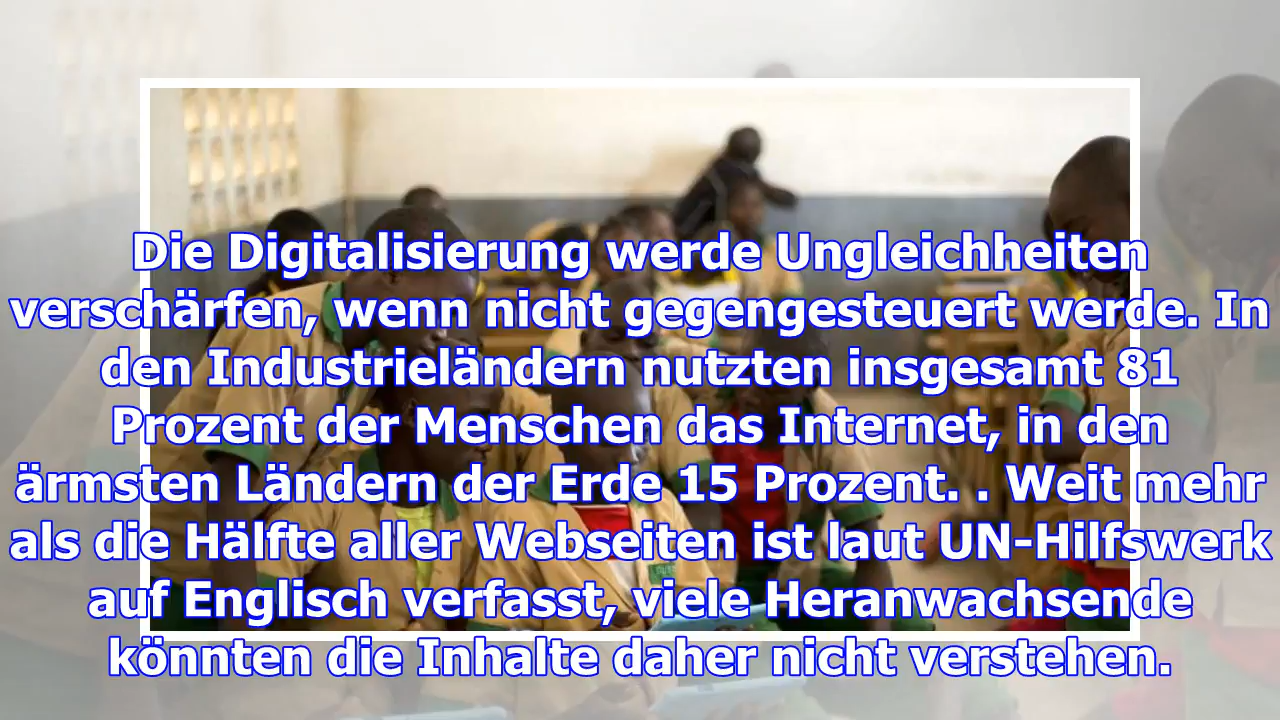 Die Digitalisierung werde Ungleichheiten
verschärfen, wenn nicht gegengesteuert werde. In
den Industrieländern nutzten insgesamt 81
Prozent der Menschen das Internet, in den
ärmsten Ländern der Erde 15 Prozent. . Weit mehr
als die Hälfte aller Webseiten ist laut UN-Hilfswerk
auf Englisch verfasst, viele Heranwachsende
könnten die Inhalte daher nicht verstehen.